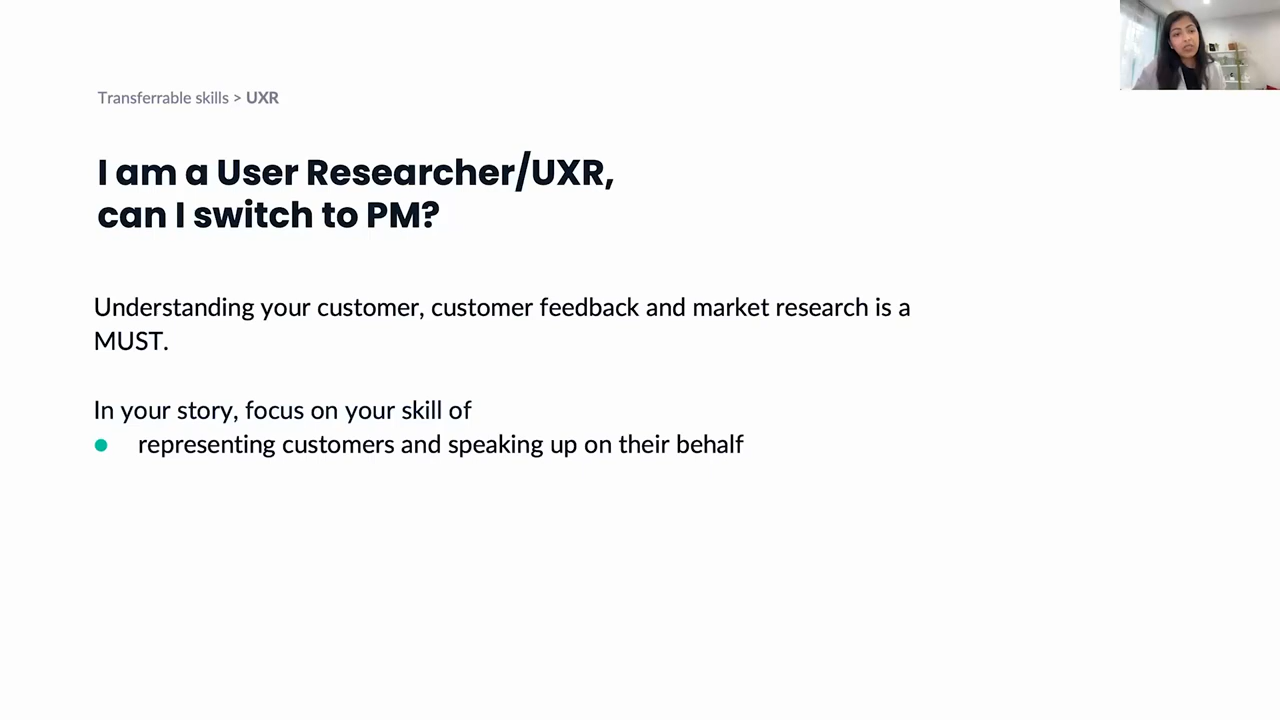 Transferrable skills > UXR
I am a User Researcher/UXR,
can I switch to PM?
Understanding your customer, customer feedback and market research is a
MUST.
In your story, focus on your skill of
representing customers and speaking up on their behalf